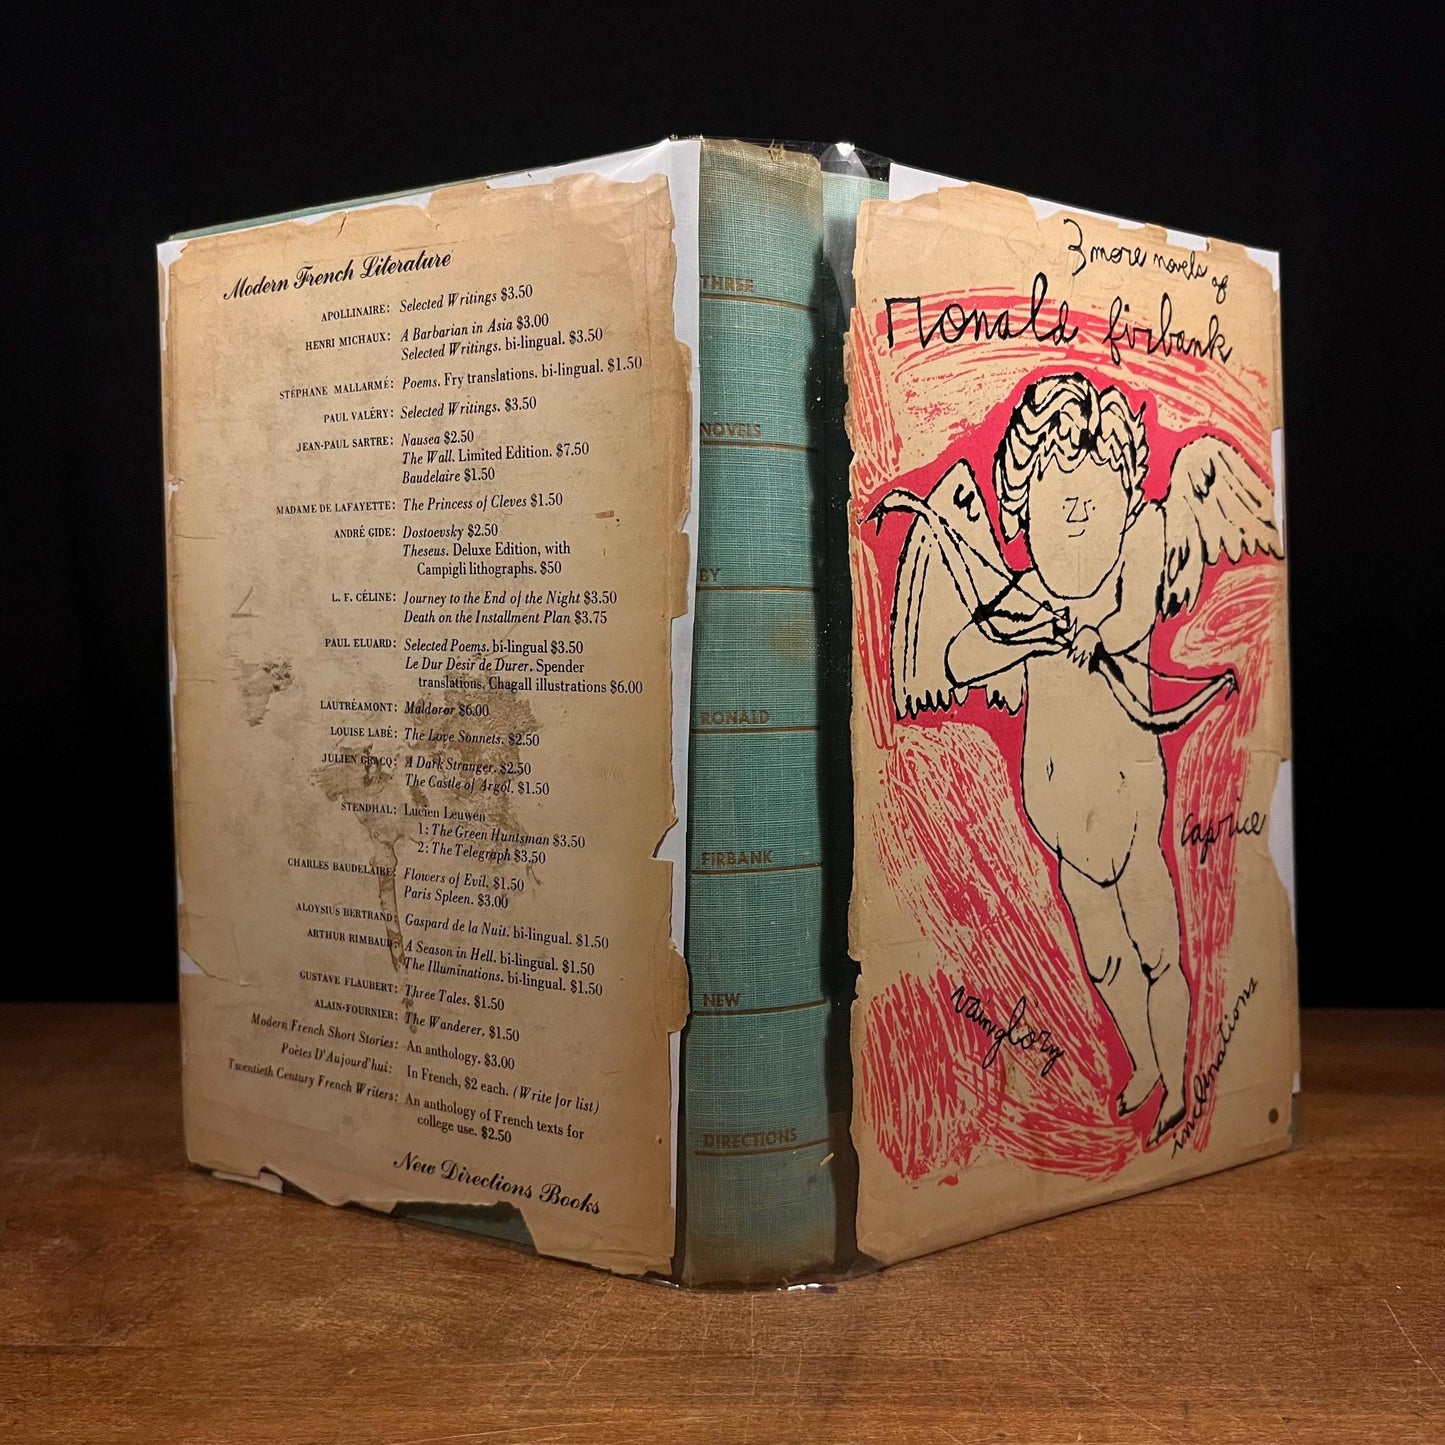 Modern French Literature
APOLLINAIRE: Selected Writings $3.50
HENRI MICHAUX: A Barbarian in Asia $3.00
Selected Writings. bi-lingual. $3.50
STÉPHANE MALLARMÉ: Poems. Fry translations. bi-lingual. $1.50
PAUL VALÉRY: Selected Writings. $3.50
JEAN-PAUL SARTRE: Nausea $2.50
The Wall. Limited Edition. $7.50
Baudelaire $1.50
MADAME DE LAFAYETTE: The Princess of Cleves $1.50
ANDRÉ GIDE: Dostoevsky $2.50
Theseus. Deluxe Edition, with
Campigli lithographs. $50
L. F. CÉLINE: Journey to the End of the Night $3.50
Death on the Installment Plan $3.75
PAUL ELUARD: Selected Poems. bi-lingual $3.50
Le Dur Désir de Durer. Spender
translations. Chagall illustrations $6.00
LAUTRÉAMONT: Maldoror $6.00
LOUISE LABÉ: The Love Sonnets. $2.50
JULIEN GRACQ: A Dark Stranger. $2.50
The Castle of Argol. $1.50
STENDHAL: Lucien Leuwen
1: The Green Huntsman $3.50
2: The Telegraph $3.50
CHARLES BAUDELAIRE: Flowers of Evil. $1.50
Paris Spleen. $3.00
ALOYSIUS BERTRAND: Gaspard de la Nuit. bi-lingual. $1.50
ARTHUR RIMBAUD: A Season in Hell. bi-lingual. $1.50
The Illuminations. bi-lingual. $1.50
GUSTAVE FLAUBERT: Three Tales. $1.50
ALAIN-FOURNIER: The Wanderer. $1.50
Modern French Short Stories: An anthology. $3.00
Poètes D'Aujourd'hui: In French, $2 each. (Write for list)
Twentieth Century French Writers: An anthology of French texts for
college use. $2.50
New Directions Books
THREE
NOVELS
BY
RONALD
FIRBANK
NEW
DIRECTIONS
3 more novels of
Ronald firbank
caprice
vainglory
inclinations